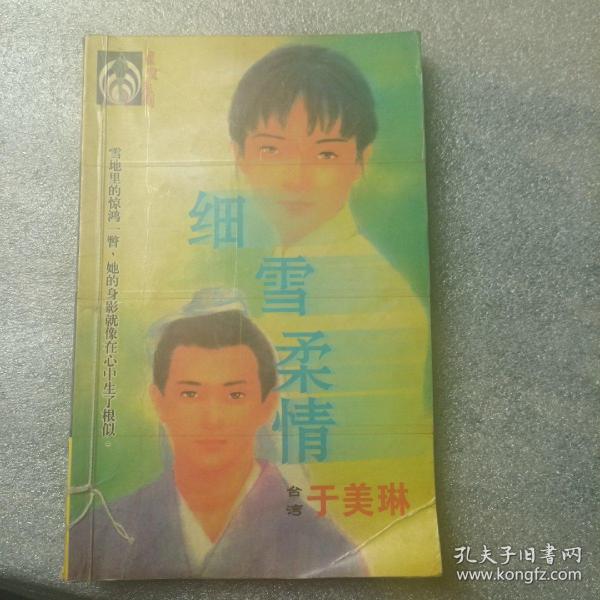 雪地里的惊鸿一瞥，她的身影就像在心中生了根似。
细雪柔情
台湾
于美琳
孔夫子旧书网
www.kongfz.com